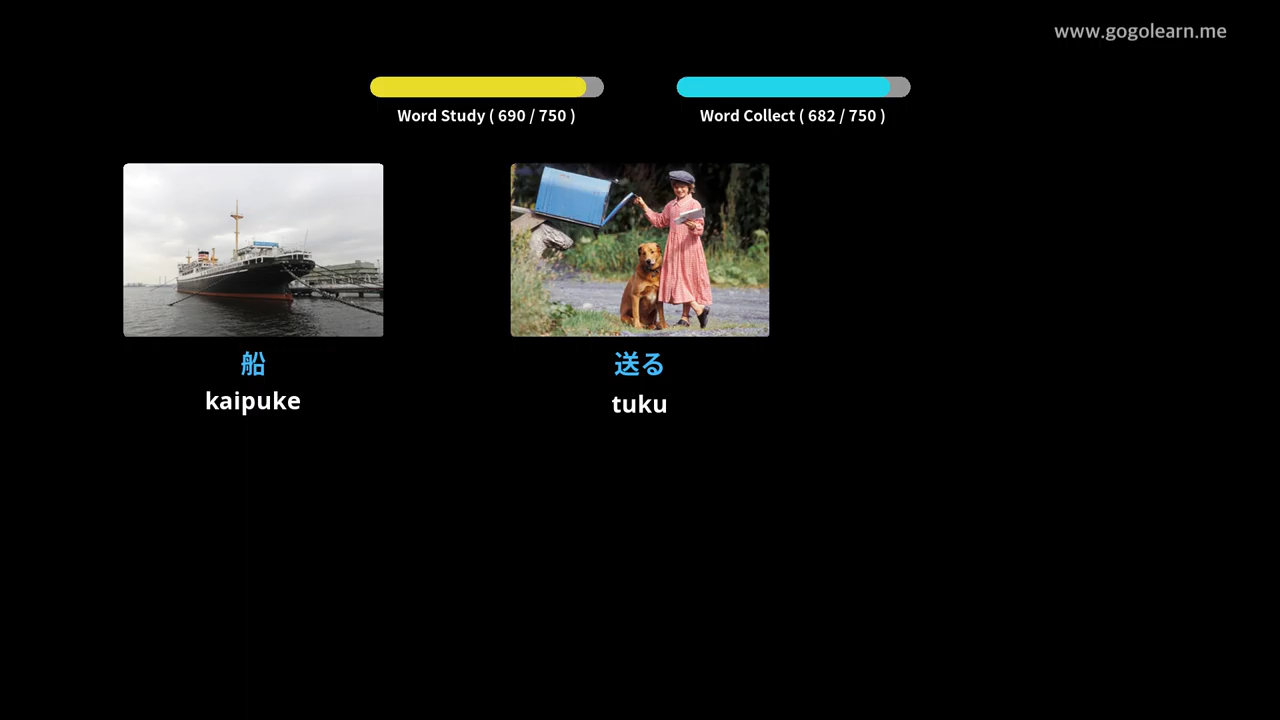 www.gogolearn.me
Word Study ( 690 / 750 )
Word Collect ( 682 / 750 )
船
kaipuke
送る
tuku